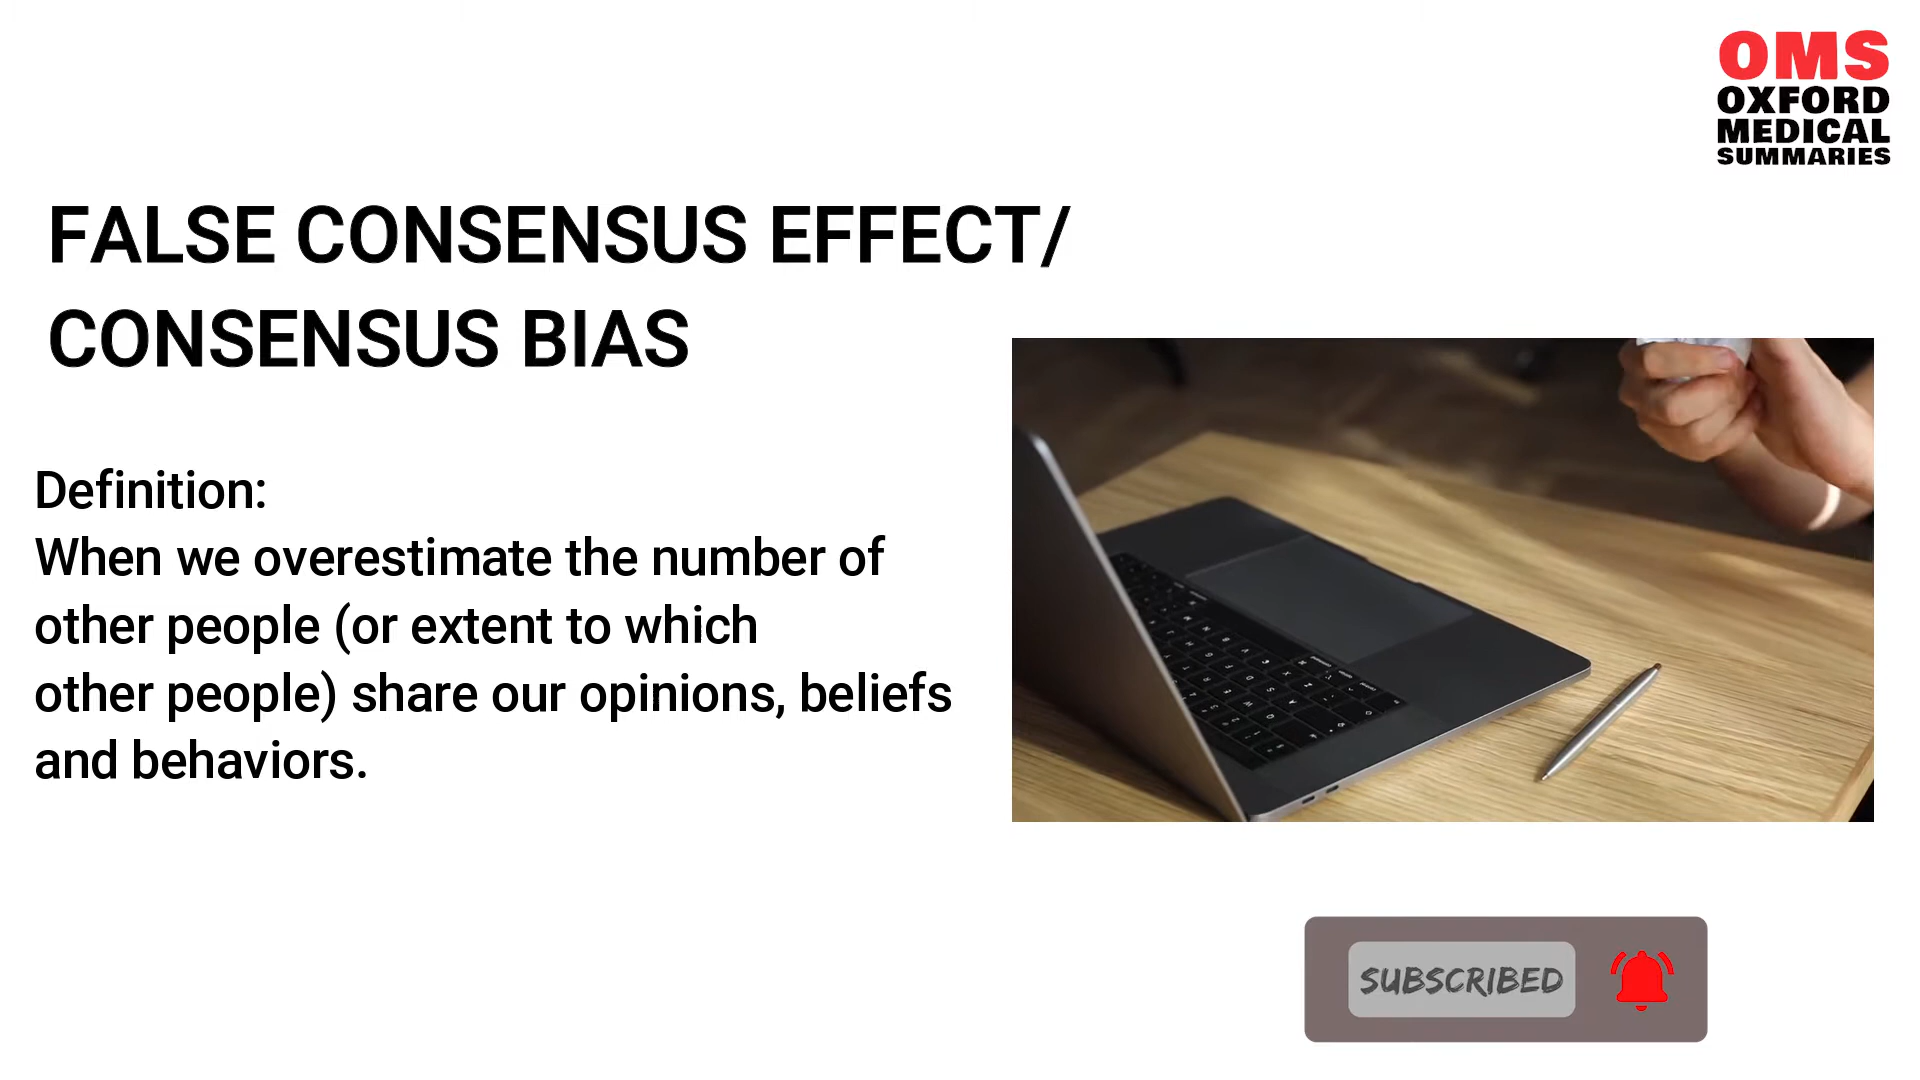 OMS
OXFORD
MEDICAL
SUMMARIES
FALSE CONSENSUS EFFECT/
CONSENSUS BIAS
Definition:
When we overestimate the number of
other people (or extent to which
other people) share our opinions, beliefs
and behaviors.
SUBSCRIBED